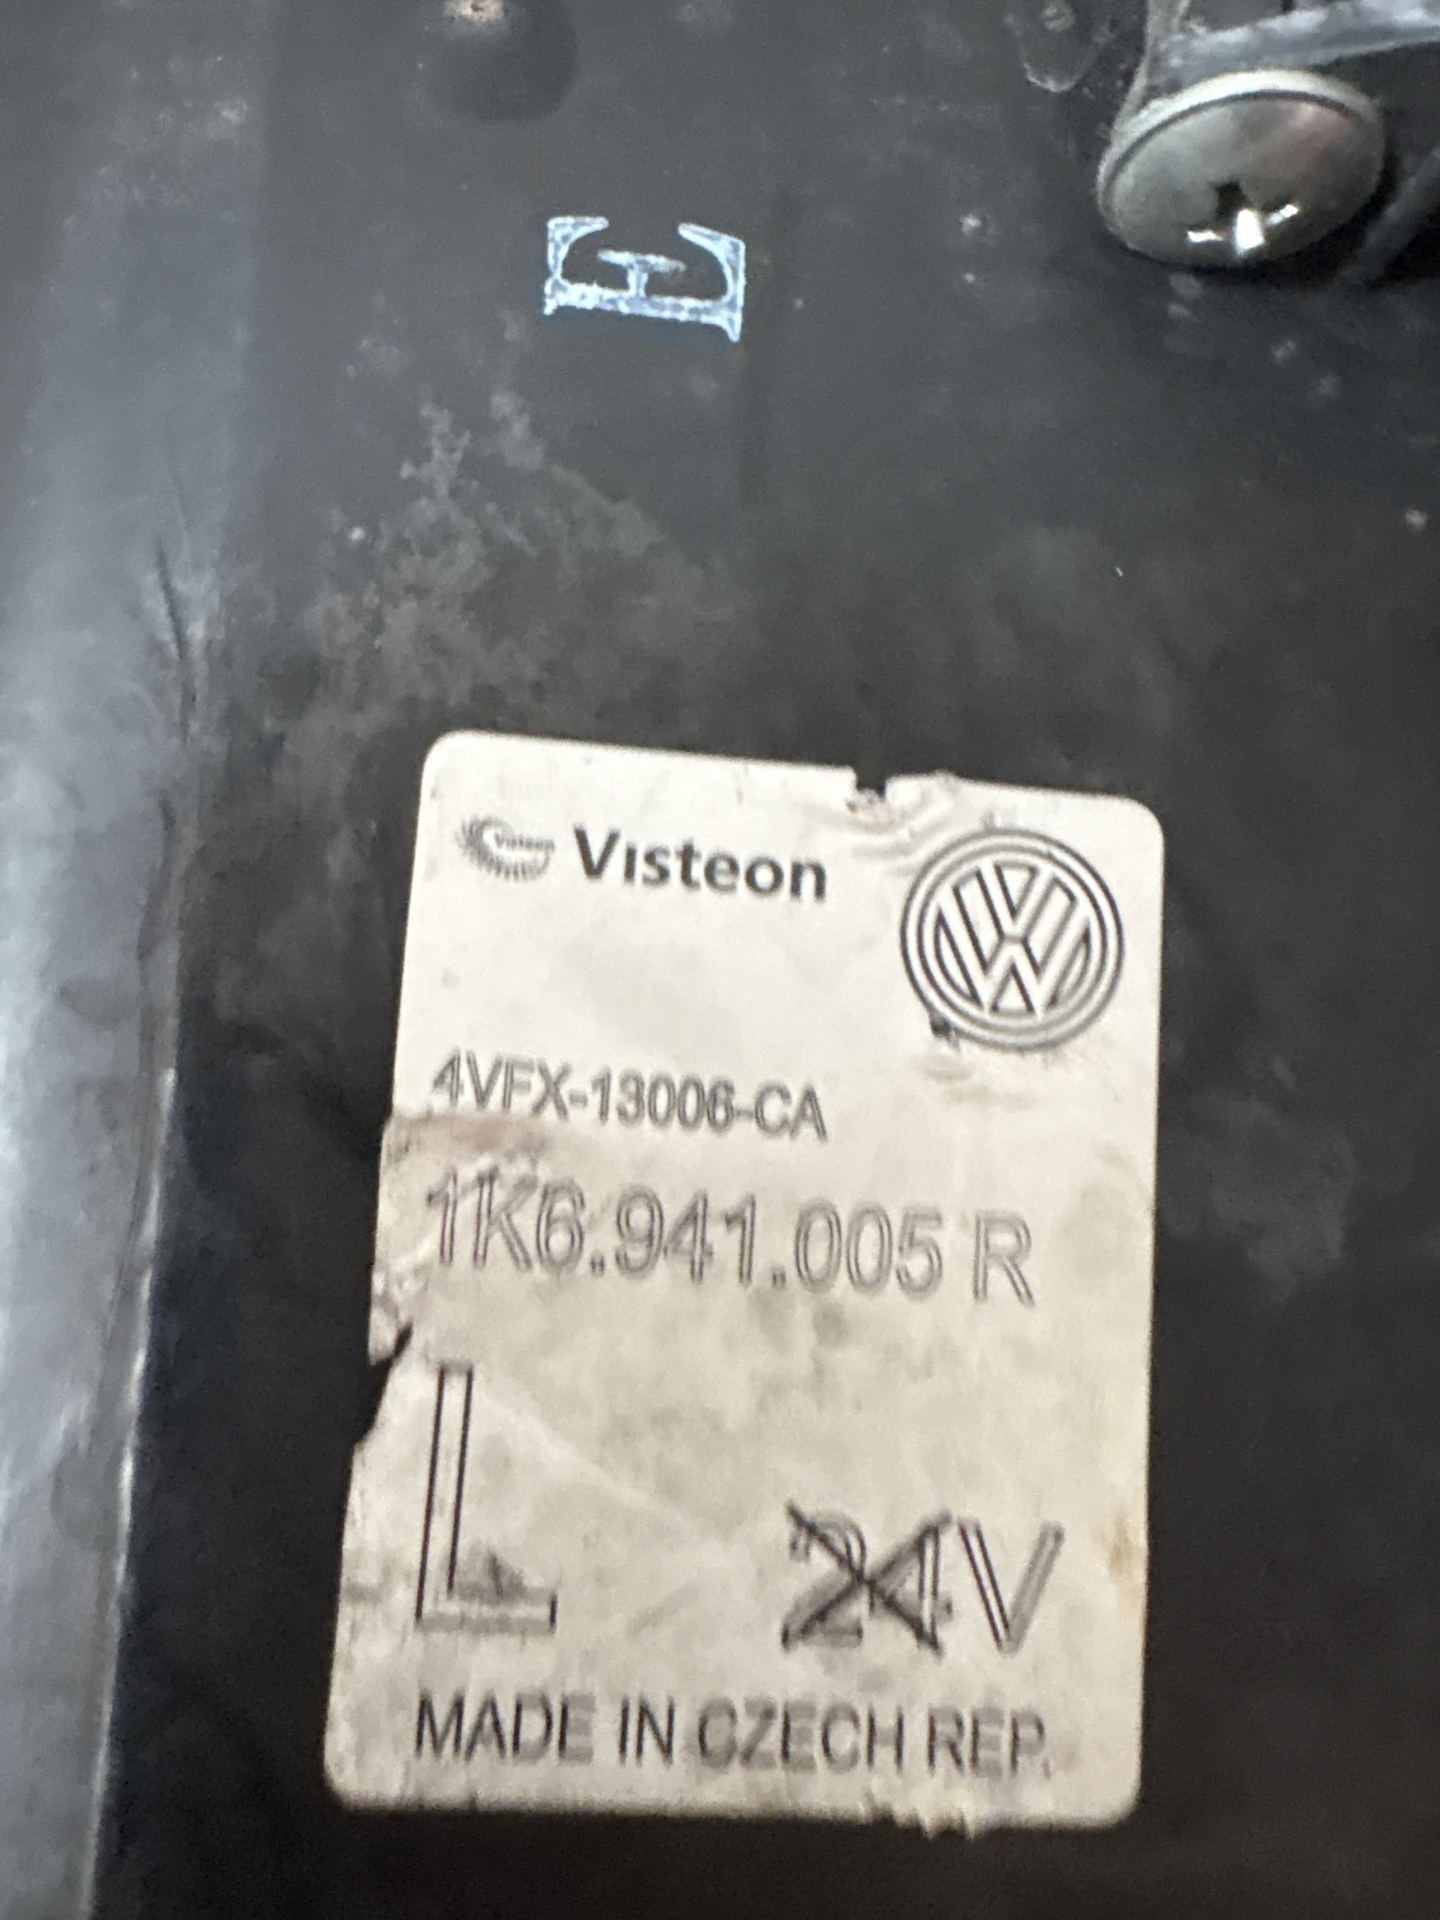 E
Visteon
4VFX-13006-CA
1K6.941.005 R
L 24V
MADE IN CZECH REP.